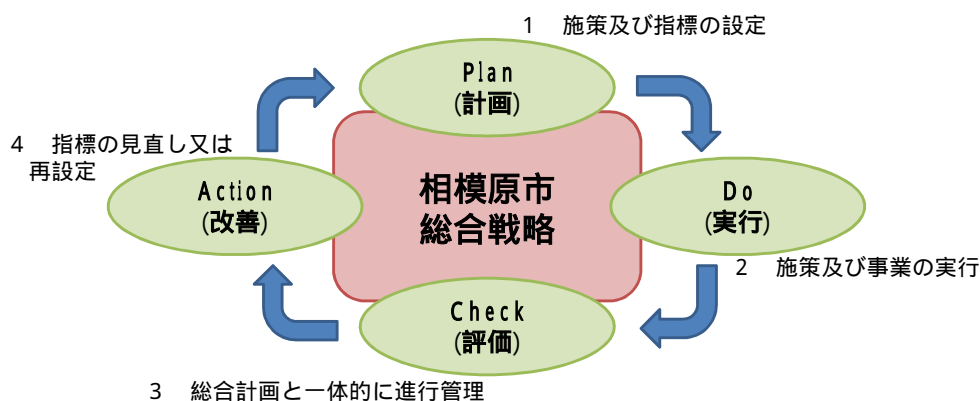 1 施策及び指標の設定
Plan
(計画)
4 指標の見直し又は
再設定
Action
(改善)
相模原市
総合戦略
Do
(実行)
2 施策及び事業の実行
Check
(評価)
3 総合計画と一体的に進行管理